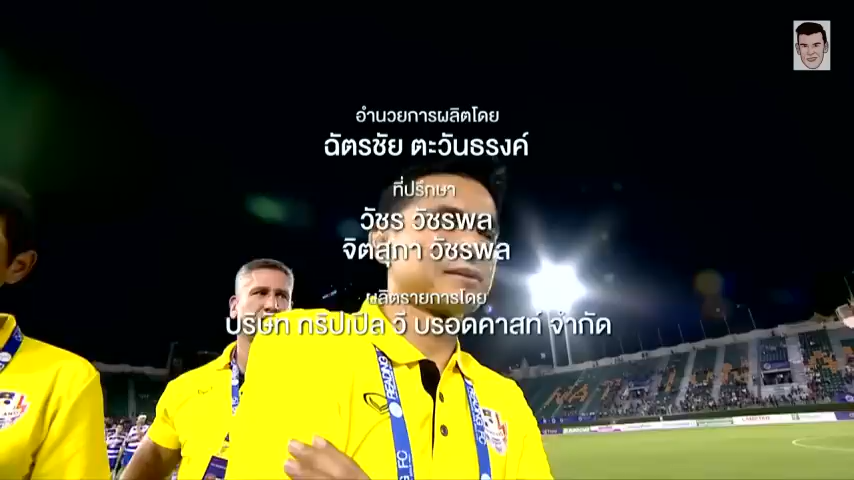 อำนวยการผลิตโดย
ฉัตรชัย ตะวันธรงค์
ที่ปรึกษา
วัชร วัชรพล
จิตสุภา วัชรพล
ผลิตรายการโดย
บริษัท ทริปเปิล วี บรอดคาสท์ จำกัด
READING
FC